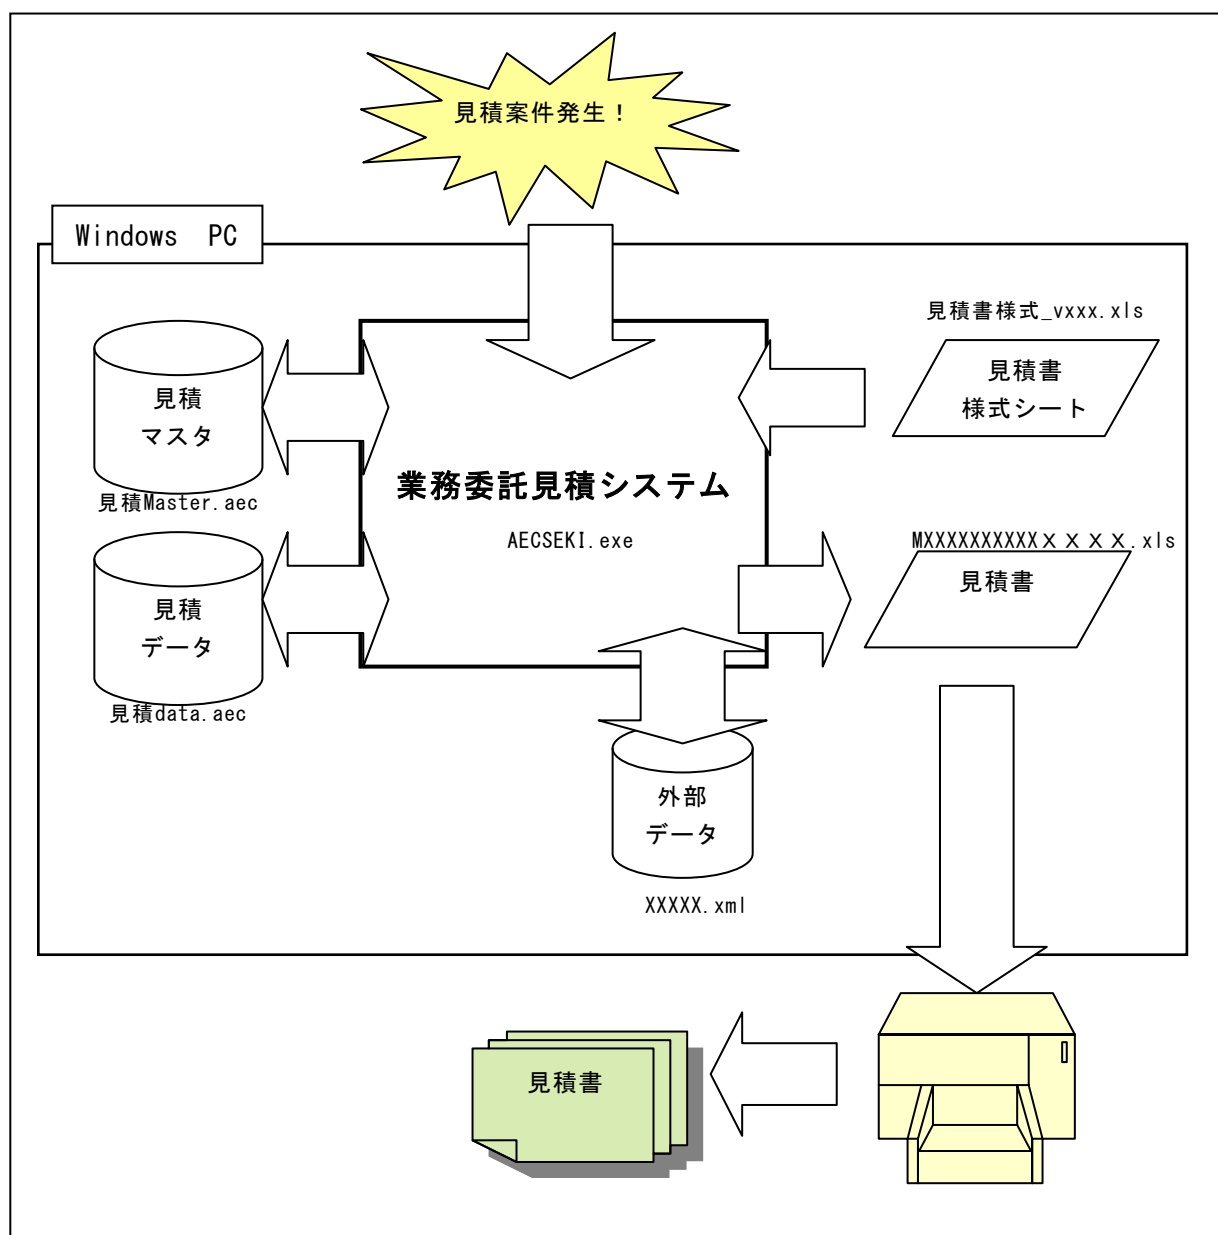 見積案件発生！
Windows　PC
見積書様式_vxxx.xls
見積
マスタ
見積Master.aec
見積書
様式シート
業務委託見積システム
AECSEKI.exe
MXXXXXXXXXXＸＸＸＸ.xls
見積書
見積
データ
見積data.aec
外部
データ
XXXXX.xml
見積書